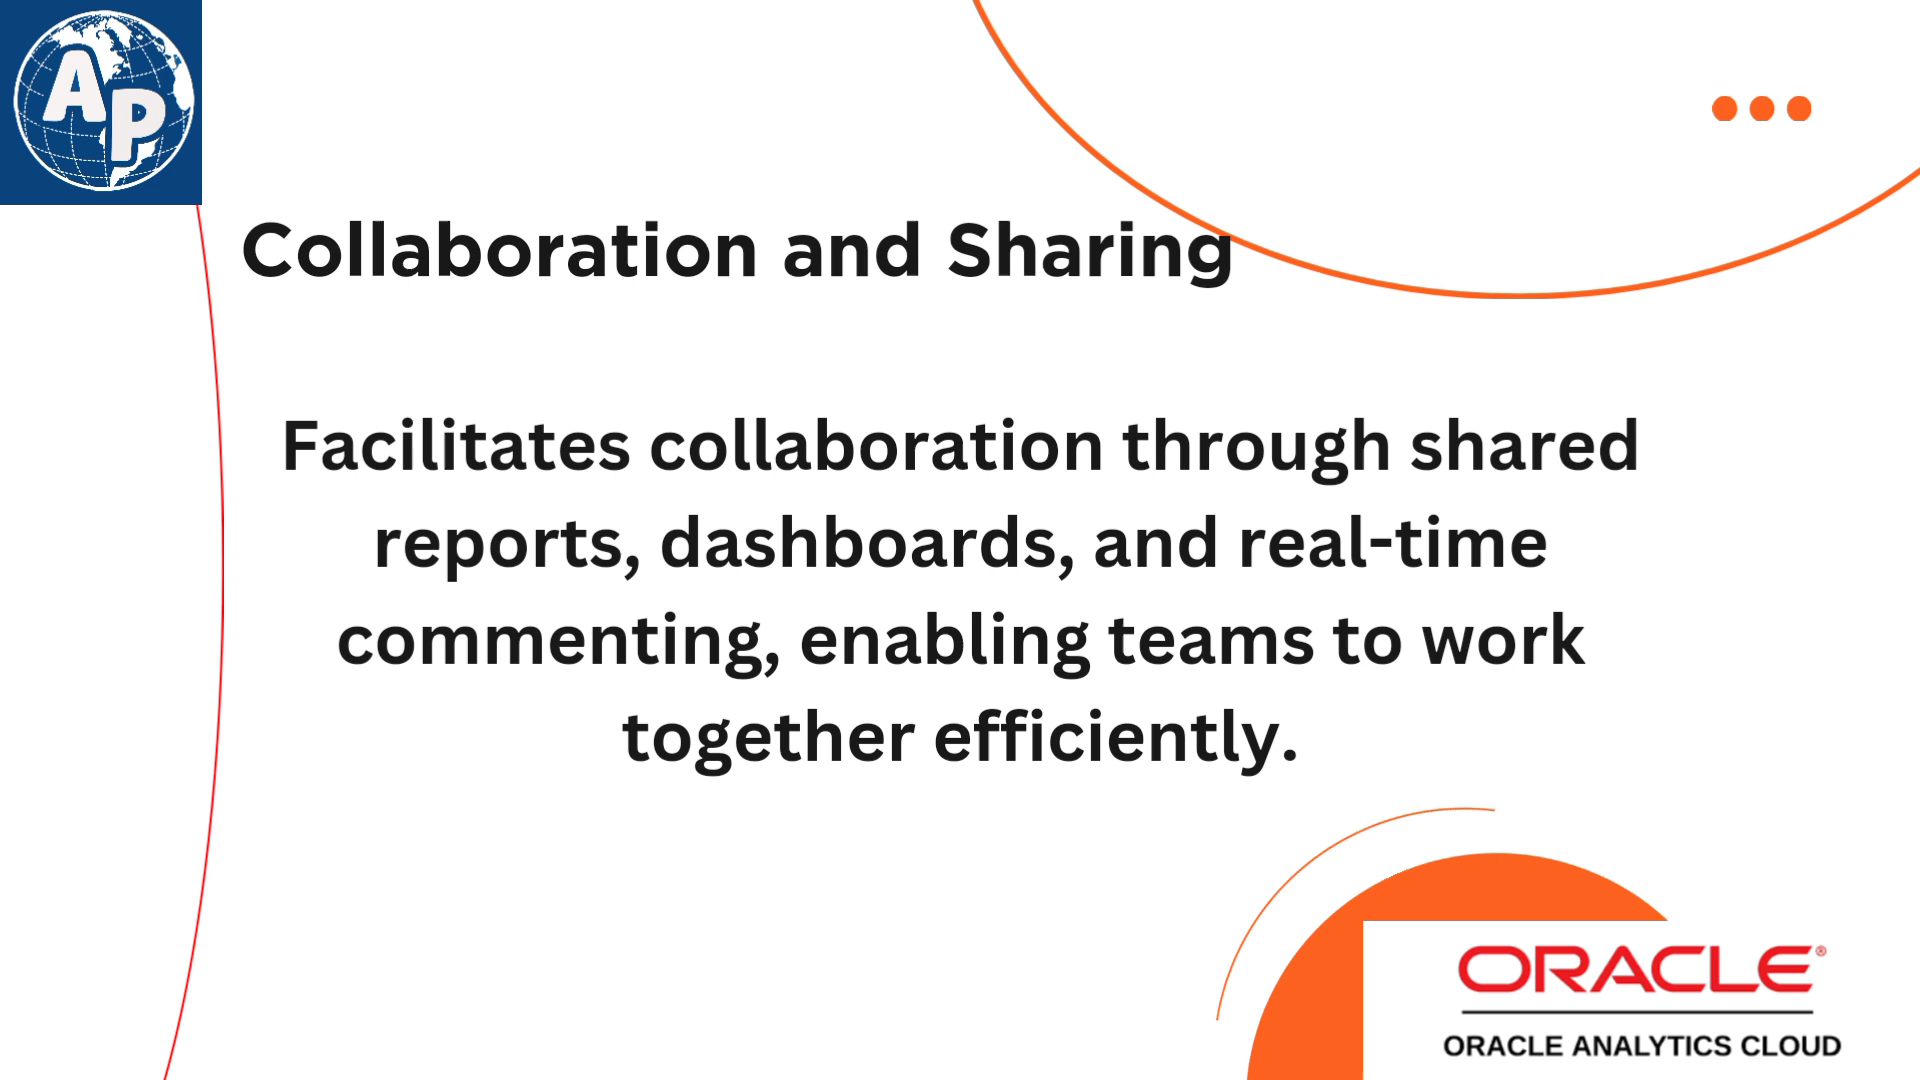 AP
Collaboration and Sharing
Facilitates collaboration through shared
reports, dashboards, and real-time
commenting, enabling teams to work
together efficiently.
ORACLE®
ORACLE ANALYTICS CLOUD